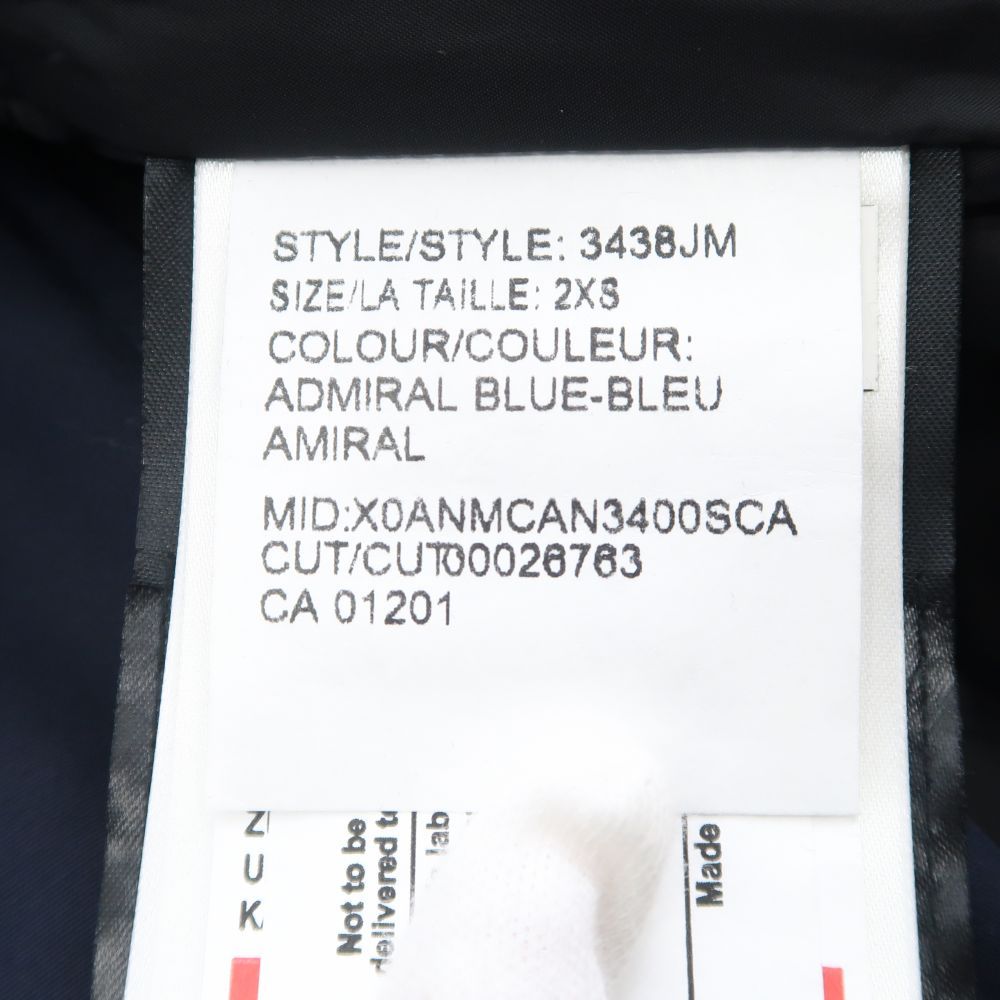 STYLE/STYLE: 3438JM
SIZE/LA TAILLE: 2XS
COLOUR/COULEUR:
ADMIRAL BLUE-BLEU
AMIRAL
MID:X0ANMCAN3400SCA
CUT/CUT00026763
CA 01201
Not to be
delivered
lab
Made